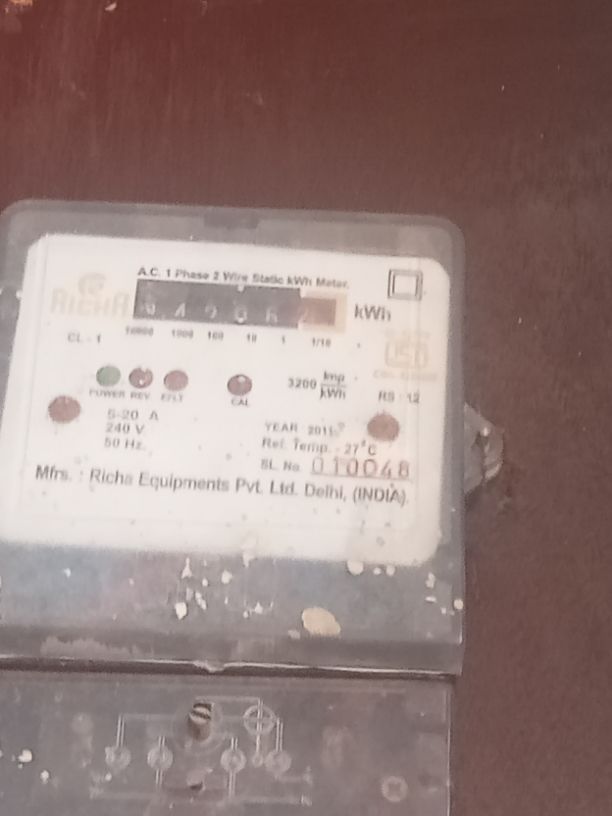 A.C. 1 Phase 2 Wire Static kWh Meter.
RICHA
kWh
10000 1000 100 10 1 1/10
CL - 1
POWER REV E/LT CAL
3200 imp/kWh
RS - 12
5-20 A
240 V
50 Hz.
YEAR
Ref. Temp. - 27°C
SL. No. 010048
Mfrs. : Richa Equipments Pvt. Ltd. Delhi, (INDIA).